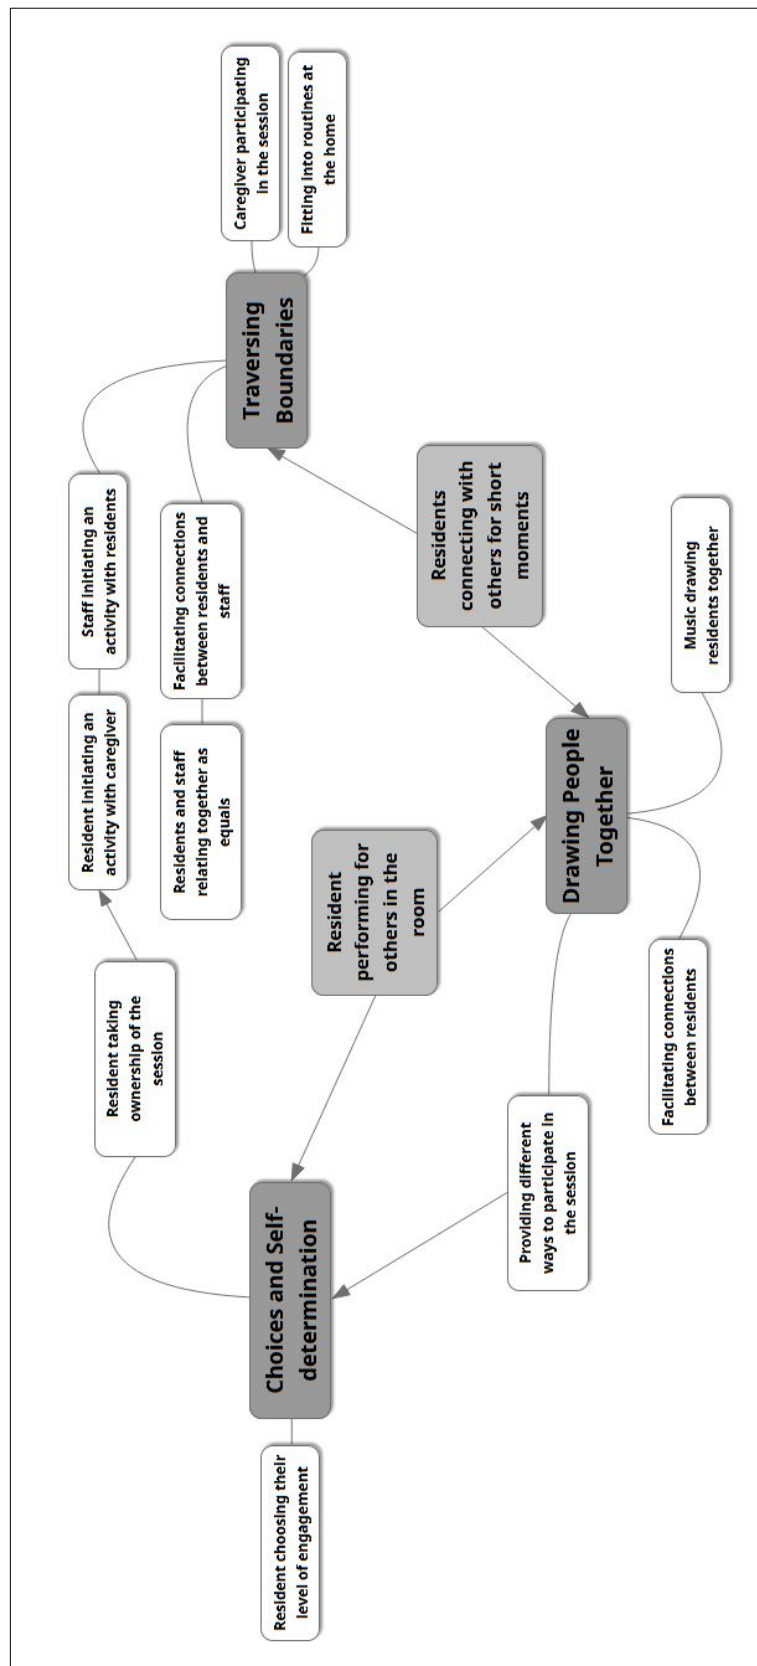 Resident choosing their
level of engagement
Choices and Self-
determination
Resident taking
ownership of the
session
Resident initiating an
activity with caregiver
Staff initiating an
activity with residents
Residents and staff
relating together as
equals
Facilitating connections
between residents and
staff
Traversing
Boundaries
Caregiver participating
in the session
Fitting into routines at
the home
Resident
performing for
others in the
room
Residents
connecting with
others for short
moments
Providing different
ways to participate in
the session
Drawing People
Together
Facilitating connections
between residents
Music drawing
residents together